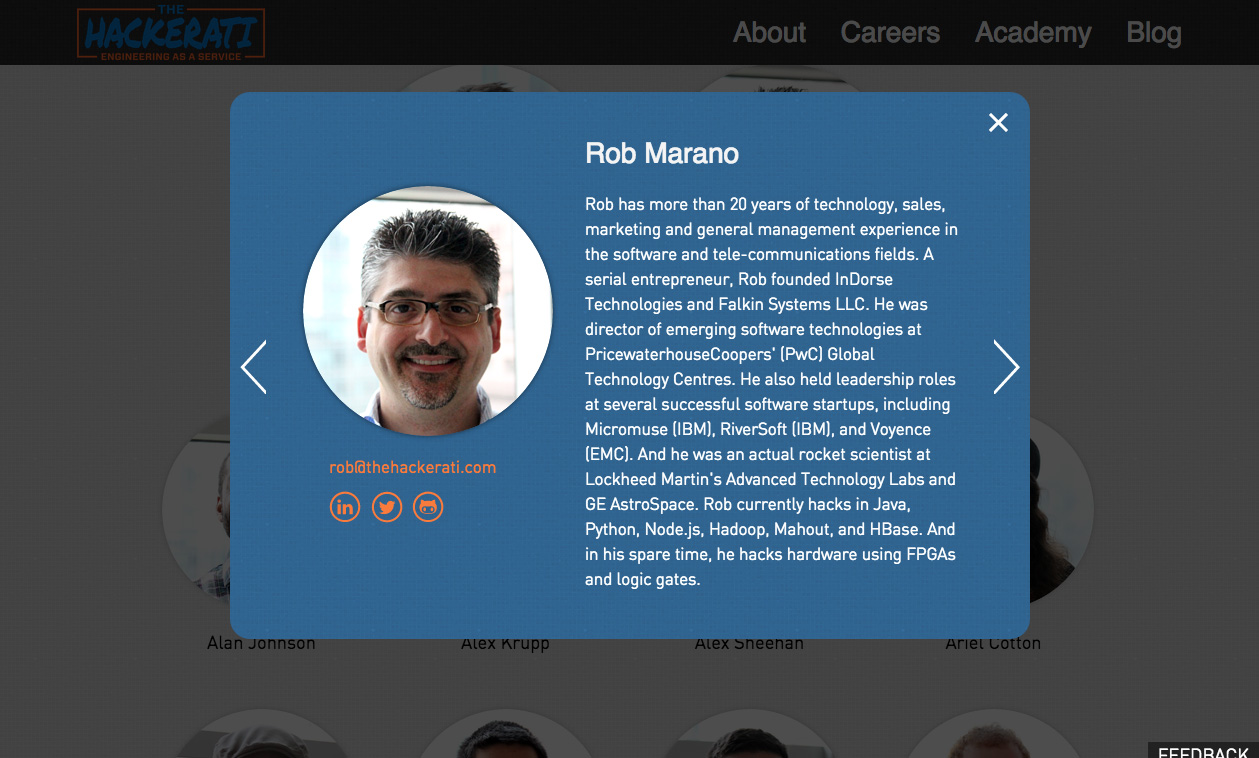 THE
HACKERATI
ENGINEERING AS A SERVICE
About Careers Academy Blog
Rob Marano
Rob has more than 20 years of technology, sales,
marketing and general management experience in
the software and tele-communications fields. A
serial entrepreneur, Rob founded InDorse
Technologies and Falkin Systems LLC. He was
director of emerging software technologies at
PricewaterhouseCoopers' (PwC) Global
Technology Centres. He also held leadership roles
at several successful software startups, including
Micromuse (IBM), RiverSoft (IBM), and Voyence
(EMC). And he was an actual rocket scientist at
Lockheed Martin's Advanced Technology Labs and
GE AstroSpace. Rob currently hacks in Java,
Python, Node.js, Hadoop, Mahout, and HBase. And
in his spare time, he hacks hardware using FPGAs
and logic gates.
rob@thehackerati.com
in
Alan Johnson Alex Krupp Alex Sheehan Ariel Cotton
FEEDBACK